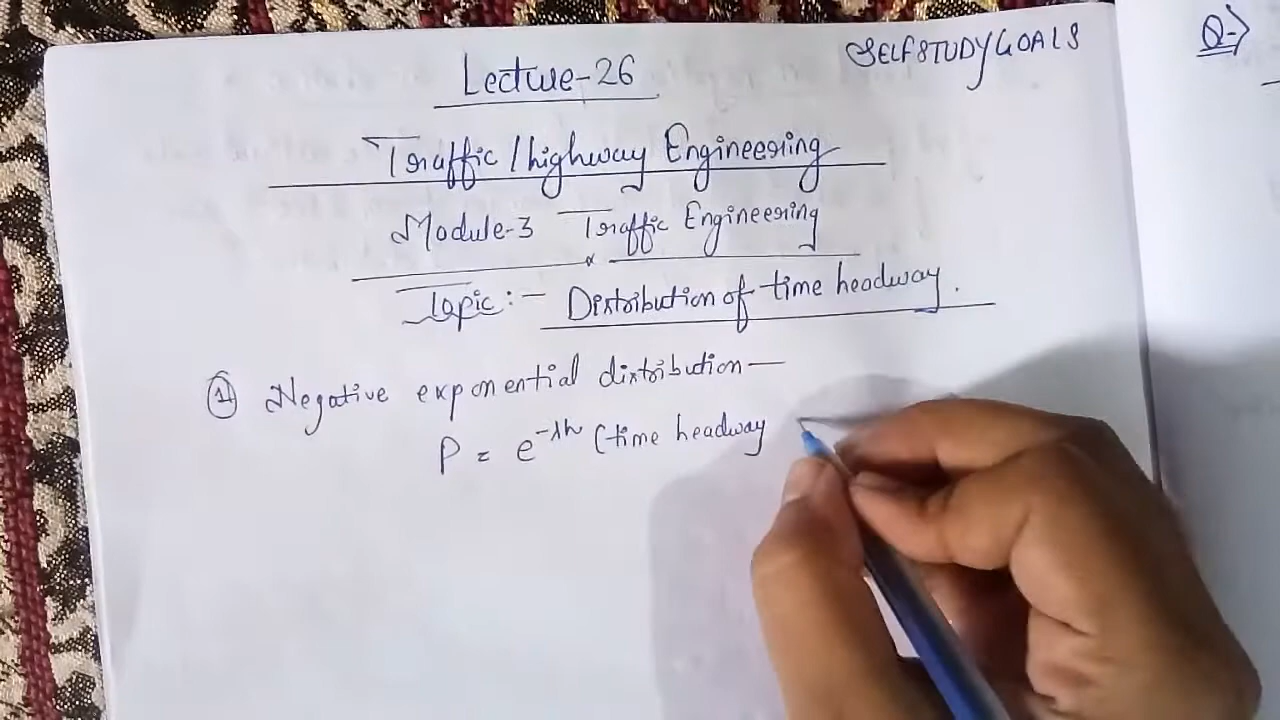 SELFSTUDYGOALS
Lecture-26
Traffic/highway Engineering
Module-3 Traffic Engineering
Topic:- Distribution of time headway.
① Negative exponential distribution—
P = e^-λh (time headway
Q→